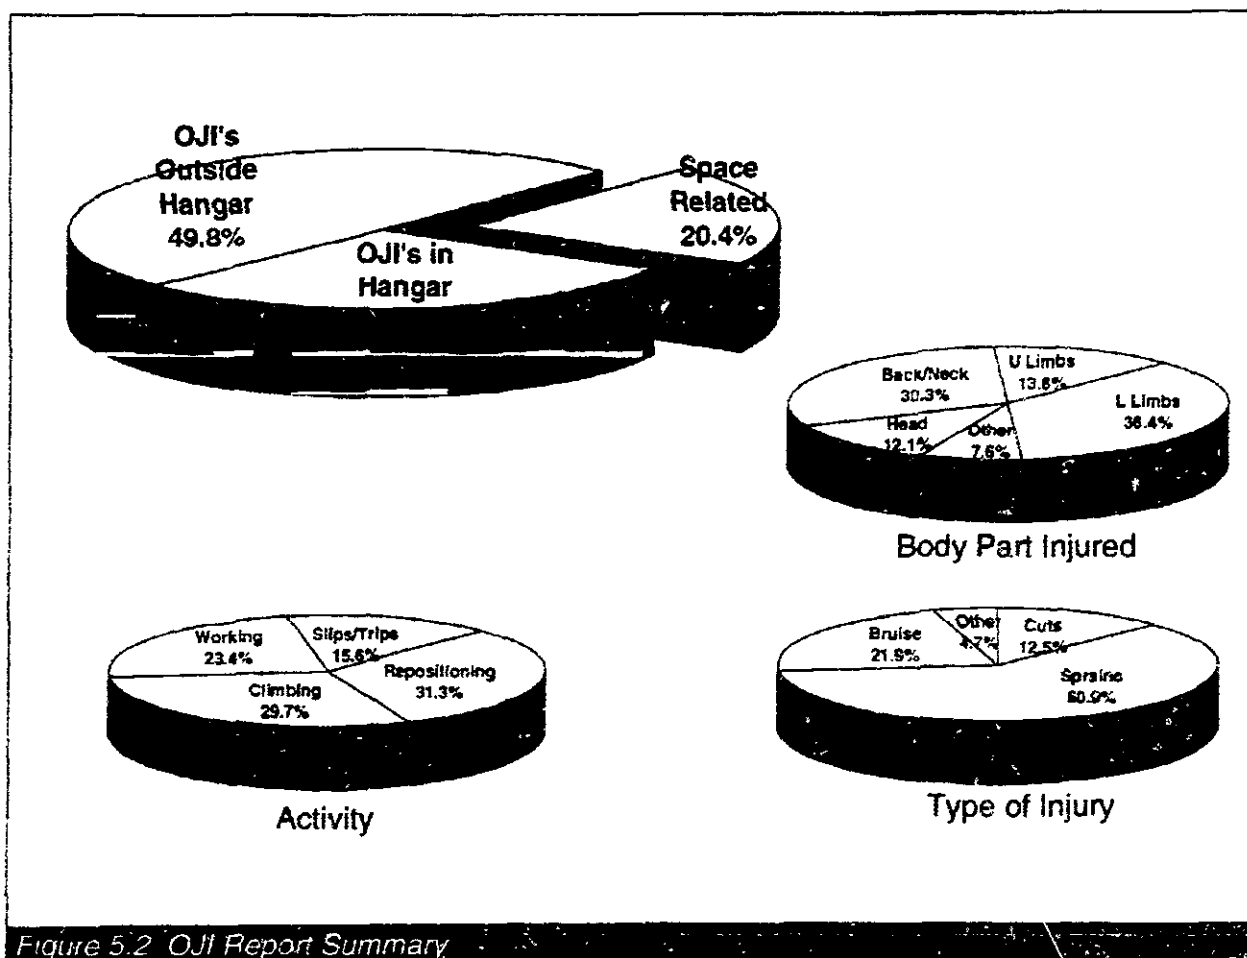 OJI's
Outside
Hangar
49.8%
Space
Related
20.4%
OJI's in
Hangar
Back/Neck
30.3%
U Limbs
13.6%
L Limbs
36.4%
Head
12.1%
Other
7.6%
Body Part Injured
Working
23.4%
Slips/Trips
15.6%
Repositioning
31.3%
Climbing
29.7%
Activity
Bruise
21.9%
Other
4.7%
Cuts
12.5%
Sprains
60.9%
Type of Injury
Figure 5.2 OJI Report Summary